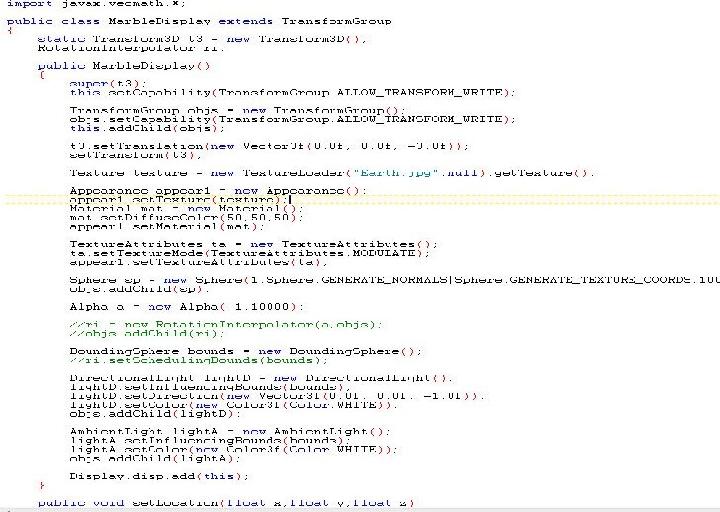 import javax.vecmath.*;
public class MarbleDisplay extends TransformGroup
{
static Transform3D t3 = new Transform3D();
RotationInterpolator ri;
public MarbleDisplay()
{
super(t3);
this.setCapability(TransformGroup.ALLOW_TRANSFORM_WRITE);
TransformGroup objs = new TransformGroup();
objs.setCapability(TransformGroup.ALLOW_TRANSFORM_WRITE);
this.addChild(objs);
t3.setTranslation(new Vector3f(0.0f, 0.0f, -3.0f));
setTransform(t3);
Texture texture = new TextureLoader("Earth.jpg",null).getTexture();
Appearance appear1 = new Appearance();
appear1.setTexture(texture);
Material mat = new Material();
mat.setDiffuseColor(50,50,50);
appear1.setMaterial(mat);
TextureAttributes ta = new TextureAttributes();
ta.setTextureMode(TextureAttributes.MODULATE);
appear1.setTextureAttributes(ta);
Sphere sp = new Sphere(1,Sphere.GENERATE_NORMALS|Sphere.GENERATE_TEXTURE_COORDS,100
objs.addChild(sp);
Alpha a = new Alpha(-1,10000);
//ri = new RotationInterpolator(a,objs);
//objs.addChild(ri);
BoundingSphere bounds = new BoundingSphere();
//ri.setSchedulingBounds(bounds);
DirectionalLight lightD = new DirectionalLight();
lightD.setInfluencingBounds(bounds);
lightD.setDirection(new Vector3f(0.0f, 0.0f, -1.0f));
lightD.setColor(new Color3f(Color.WHITE));
objs.addChild(lightD);
AmbientLight lightA = new AmbientLight();
lightA.setInfluencingBounds(bounds);
lightA.setColor(new Color3f(Color.WHITE));
objs.addChild(lightA);
Display.disp.add(this);
}
public void setLocation(float x,float y,float z)